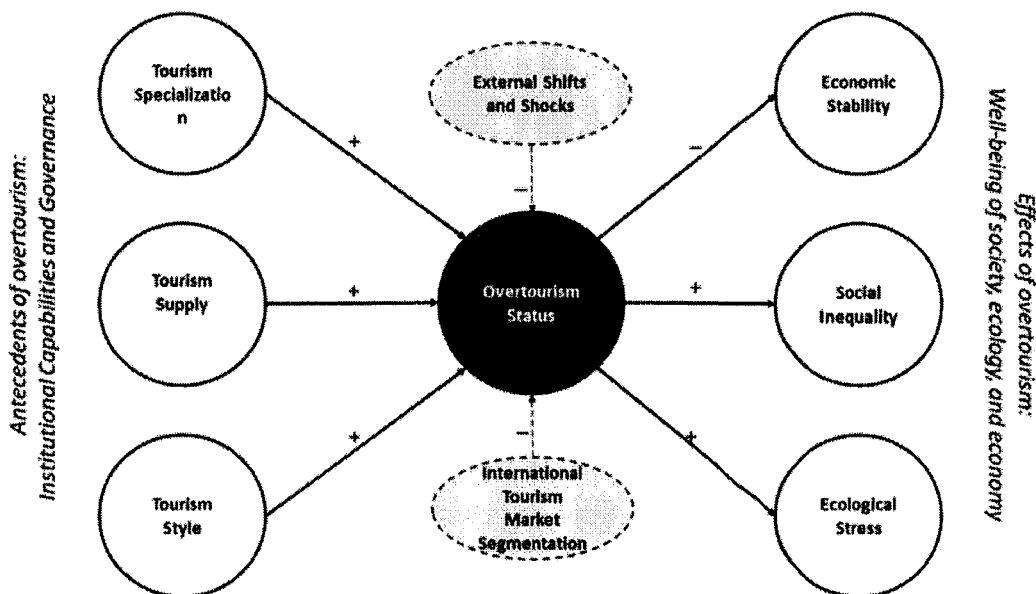 Antecedents of overtourism:
Institutional Capabilities and Governance
Tourism
Specializatio
n
+
Tourism
Supply
+
Tourism
Style
+
External Shifts
and Shocks
–
Overtourism
Status
–
International
Tourism
Market
Segmentation
–
Economic
Stability
+
Social
Inequality
+
Ecological
Stress
Effects of overtourism:
Well-being of society, ecology, and economy